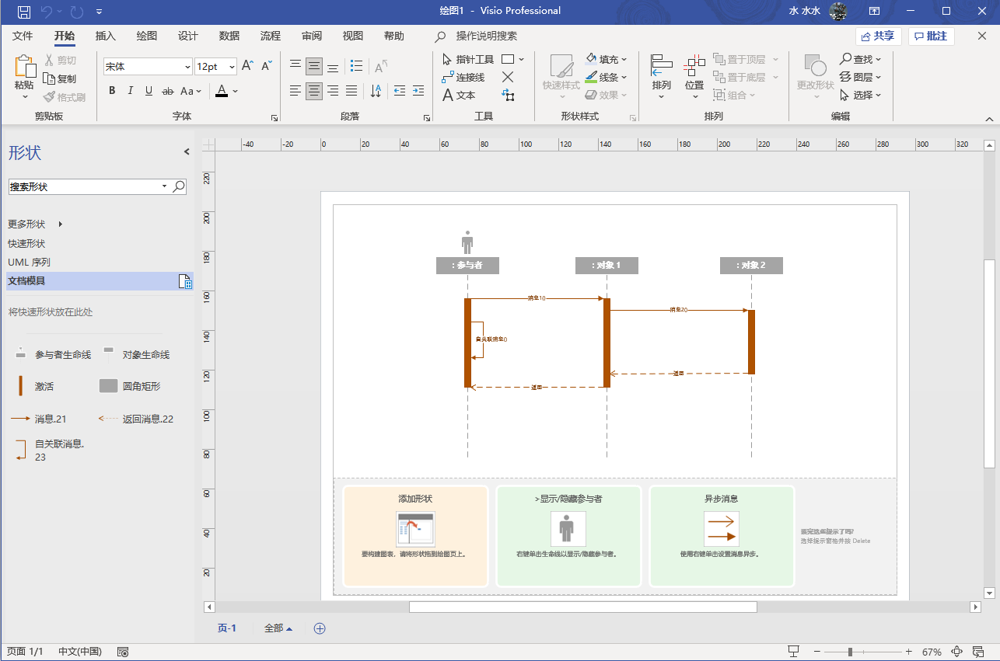 绘图1 - Visio Professional
水 水水
文件 开始 插入 绘图 设计 数据 流程 审阅 视图 帮助 操作说明搜索
共享 批注
粘贴
剪切
复制
格式刷
剪贴板
宋体 12pt A A
B I U ab Aa A
字体
A
段落
指针工具
连接线
A 文本
工具
快速样式
填充
线条
效果
形状样式
排列
位置
置于顶层
置于底层
组合
排列
更改形状
查找
图层
选择
编辑
形状
搜索形状
更多形状
快速形状
UML 序列
文档模具
将快速形状放在此处
参与者生命线 对象生命线
激活 圆角矩形
消息.21 返回消息.22
自关联消息.
23
-40 -20 0 20 40 60 80 100 120 140 160 180 200 220 240 260 280 300 320
220
200
180
160
140
120
100
80
60
40
20
: 参与者 : 对象 1 : 对象 2
消息1()
消息2()
自关联消息()
返回
返回
添加形状
要构建图表，请将形状拖到绘图页上。
>显示/隐藏参与者
右键单击生命线以显示/隐藏参与者。
异步消息
使用右键单击设置消息异步。
读完这些提示了吗?
选择提示窗格并按 Delete
页-1 全部
页面 1/1 中文(中国)
67%